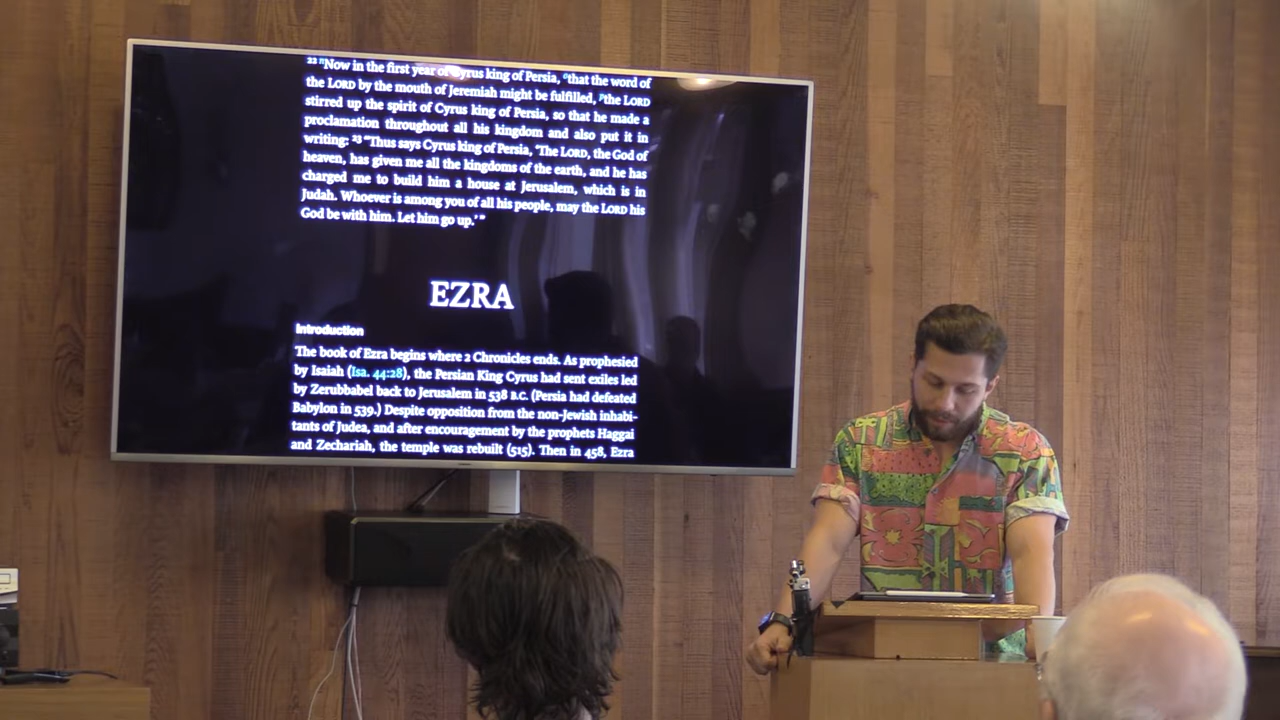 22 n"Now in the first year of Cyrus king of Persia, othat the word of
the LORD by the mouth of Jeremiah might be fulfilled, pthe LORD
stirred up the spirit of Cyrus king of Persia, so that he made a
proclamation throughout all his kingdom and also put it in
writing: 23 "Thus says Cyrus king of Persia, 'The LORD, the God of
heaven, has given me all the kingdoms of the earth, and he has
charged me to build him a house at Jerusalem, which is in
Judah. Whoever is among you of all his people, may the LORD his
God be with him. Let him go up.'"
EZRA
Introduction
The book of Ezra begins where 2 Chronicles ends. As prophesied
by Isaiah (Isa. 44:28), the Persian King Cyrus had sent exiles led
by Zerubbabel back to Jerusalem in 538 B.C. (Persia had defeated
Babylon in 539.) Despite opposition from the non-Jewish inhabi-
tants of Judea, and after encouragement by the prophets Haggai
and Zechariah, the temple was rebuilt (515). Then in 458, Ezra